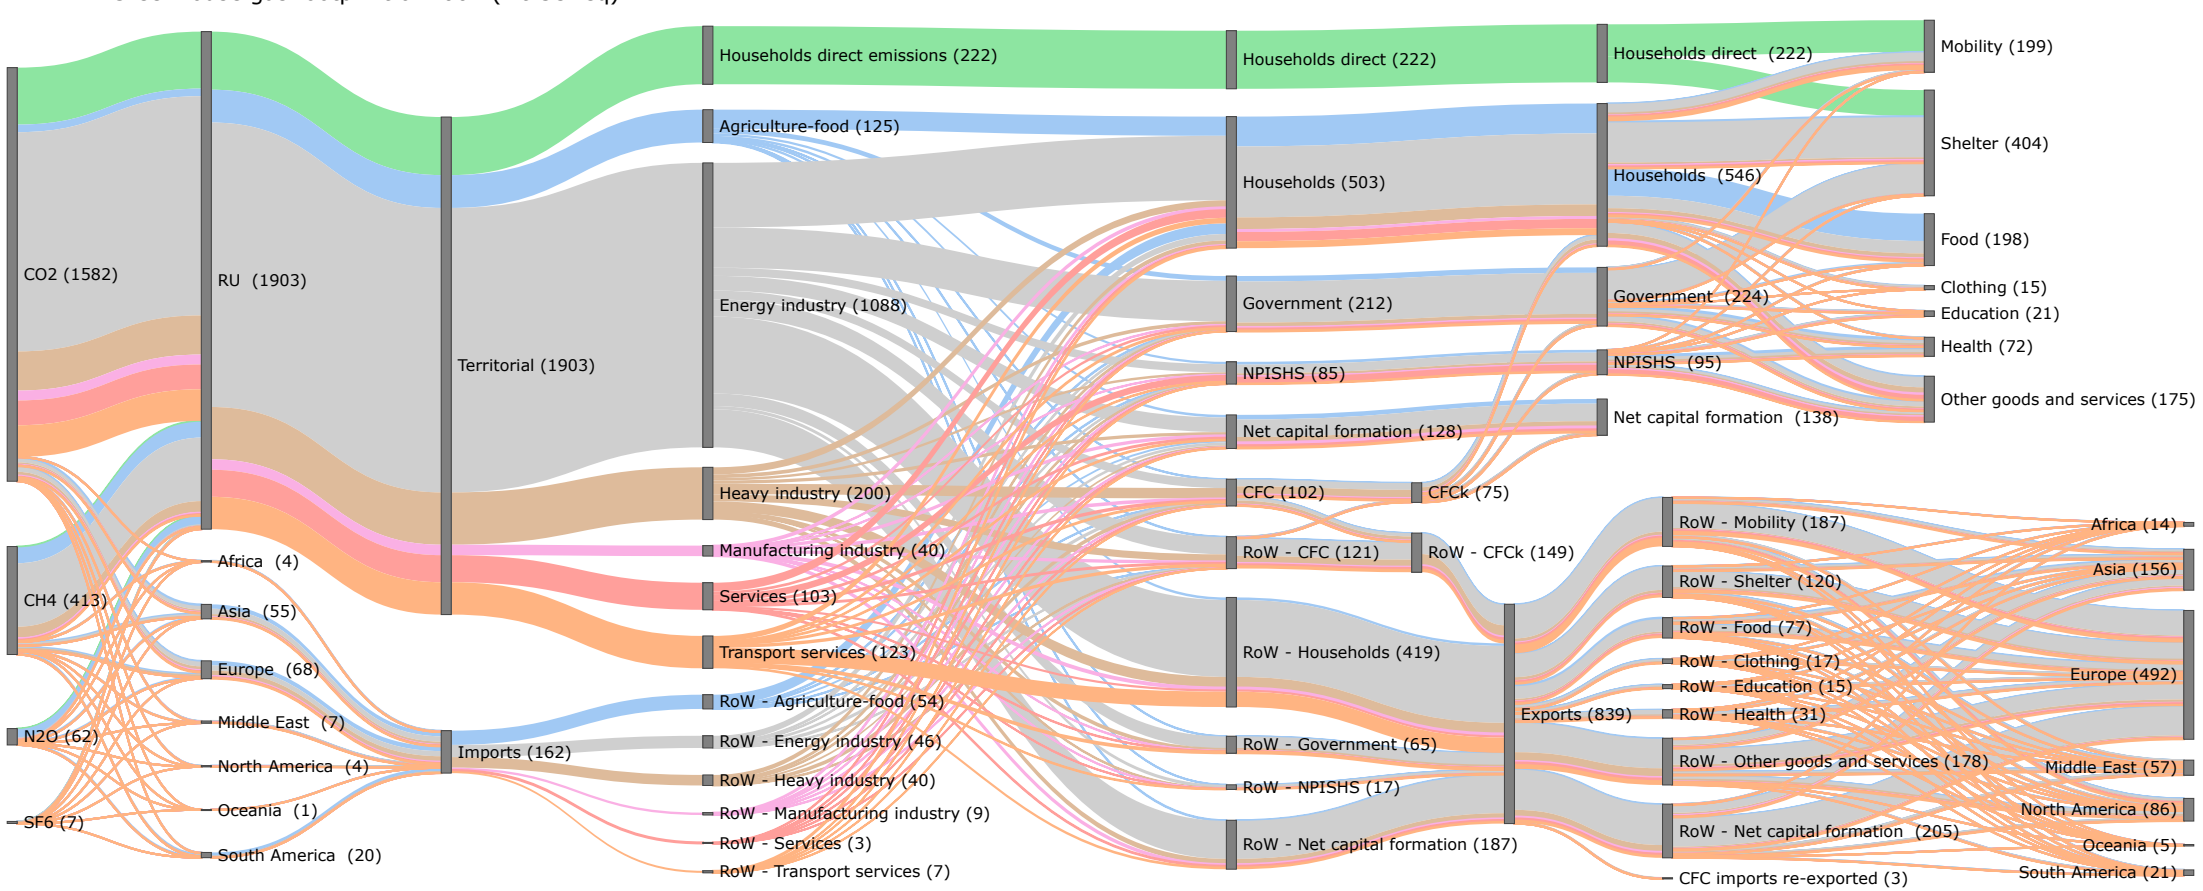 CO2 (1582)
CH4 (413)
N2O (62)
SF6 (7)
RU (1903)
Africa (4)
Asia (55)
Europe (68)
Middle East (7)
North America (4)
Oceania (1)
South America (20)
Territorial (1903)
Imports (162)
Households direct emissions (222)
Agriculture-food (125)
Energy industry (1088)
Heavy industry (200)
Manufacturing industry (40)
Services (103)
Transport services (123)
RoW - Agriculture-food (54)
RoW - Energy industry (46)
RoW - Heavy industry (40)
RoW - Manufacturing industry (9)
RoW - Services (3)
RoW - Transport services (7)
Households direct (222)
Households (503)
Government (212)
NPISHS (85)
Net capital formation (128)
CFC (102)
RoW - CFC (121)
RoW - Households (419)
RoW - Government (65)
RoW - NPISHS (17)
RoW - Net capital formation (187)
CFCk (75)
RoW - CFCk (149)
Exports (839)
Households direct (222)
Households (546)
Government (224)
NPISHS (95)
Net capital formation (138)
RoW - Mobility (187)
RoW - Shelter (120)
RoW - Food (77)
RoW - Clothing (17)
RoW - Education (15)
RoW - Health (31)
RoW - Other goods and services (178)
RoW - Net capital formation (205)
CFC imports re-exported (3)
Mobility (199)
Shelter (404)
Food (198)
Clothing (15)
Education (21)
Health (72)
Other goods and services (175)
Africa (14)
Asia (156)
Europe (492)
Middle East (57)
North America (86)
Oceania (5)
South America (21)